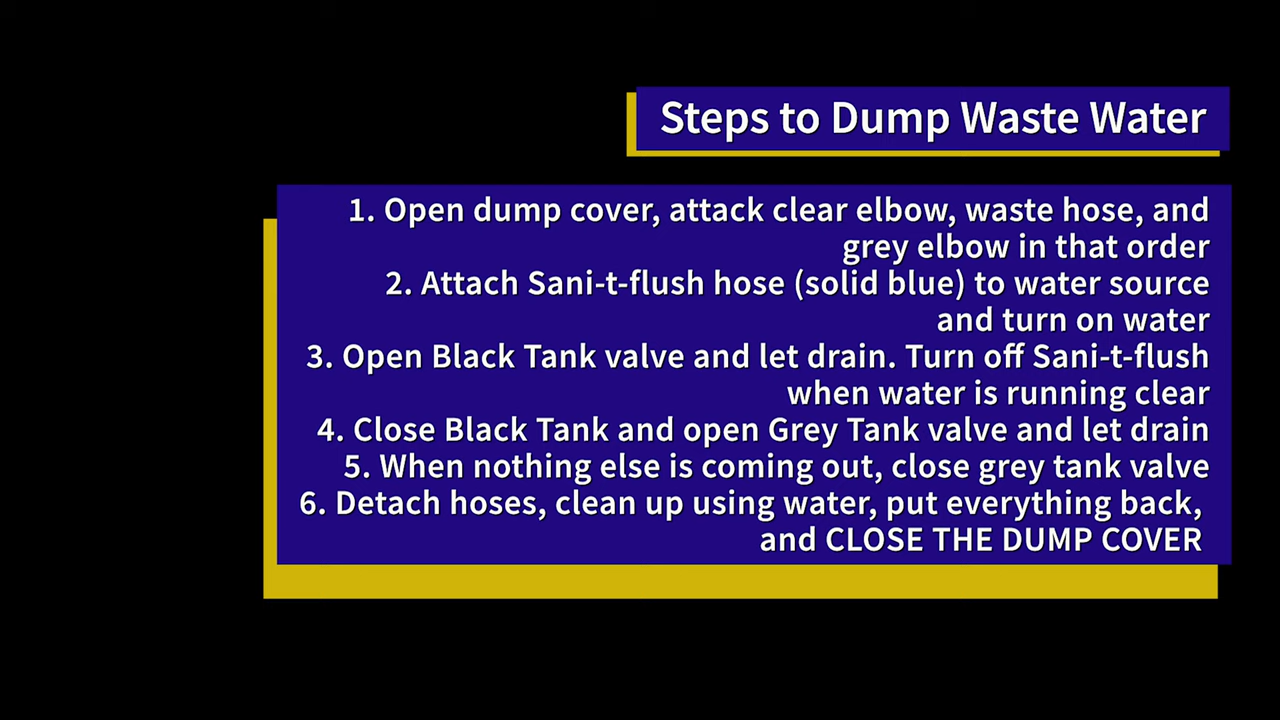 Steps to Dump Waste Water
1. Open dump cover, attack clear elbow, waste hose, and
grey elbow in that order
2. Attach Sani-t-flush hose (solid blue) to water source
and turn on water
3. Open Black Tank valve and let drain. Turn off Sani-t-flush
when water is running clear
4. Close Black Tank and open Grey Tank valve and let drain
5. When nothing else is coming out, close grey tank valve
6. Detach hoses, clean up using water, put everything back,
and CLOSE THE DUMP COVER